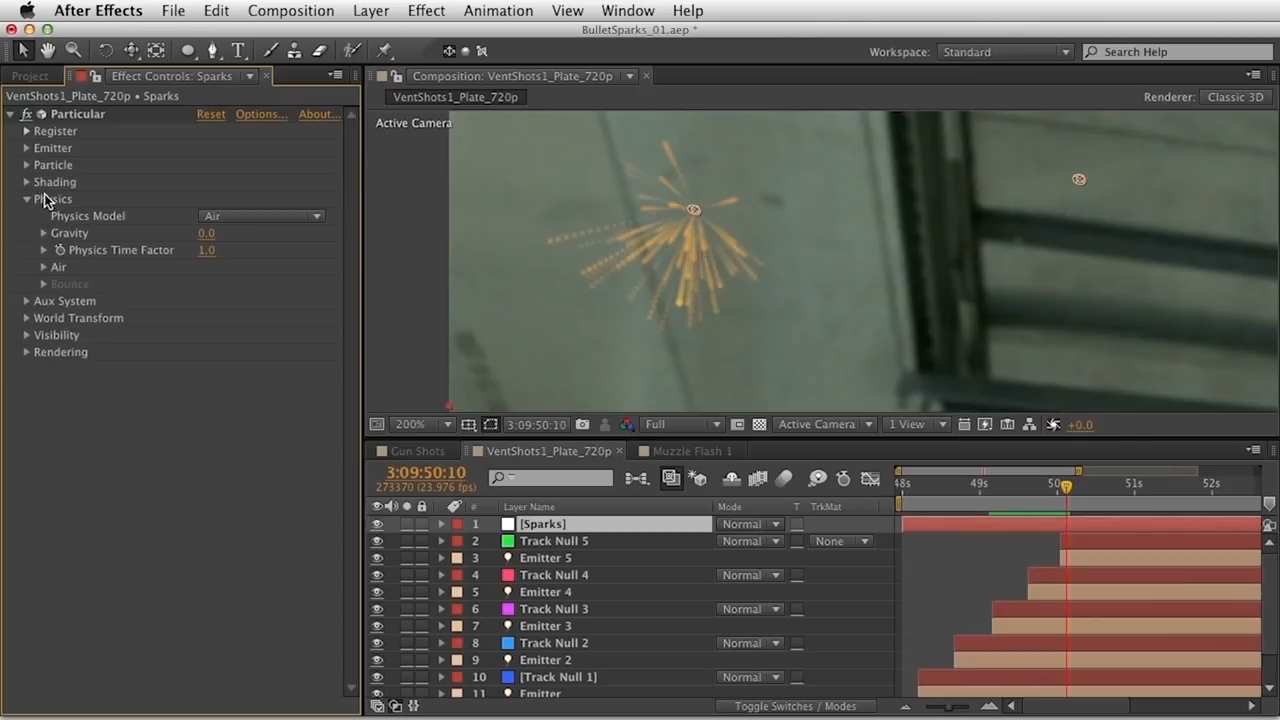 After Effects File Edit Composition Layer Effect Animation View Window Help
BulletSparks_01.aep *
Workspace: Standard Search Help
Project Effect Controls: Sparks Composition: VentShots1_Plate_720p
VentShots1_Plate_720p • Sparks VentShots1_Plate_720p Renderer: Classic 3D
fx Particular Reset Options... About...
Active Camera
Register
Emitter
Particle
Shading
Physics
Physics Model Air
Gravity 0.0
Physics Time Factor 1.0
Air
Bounce
Aux System
World Transform
Visibility
Rendering
200% 3:09:50:10 Full Active Camera 1 View +0.0
Gun Shots VentShots1_Plate_720p Muzzle Flash 1
3:09:50:10
273370 (23.976 fps)
48s 49s 50 51s 52s
# Layer Name Mode T TrkMat
1 [Sparks] Normal
2 Track Null 5 Normal None
3 Emitter 5 Normal
4 Track Null 4 Normal
5 Emitter 4 Normal
6 Track Null 3 Normal
7 Emitter 3 Normal
8 Track Null 2 Normal
9 Emitter 2 Normal
10 [Track Null 1] Normal
11 Emitter
Toggle Switches / Modes